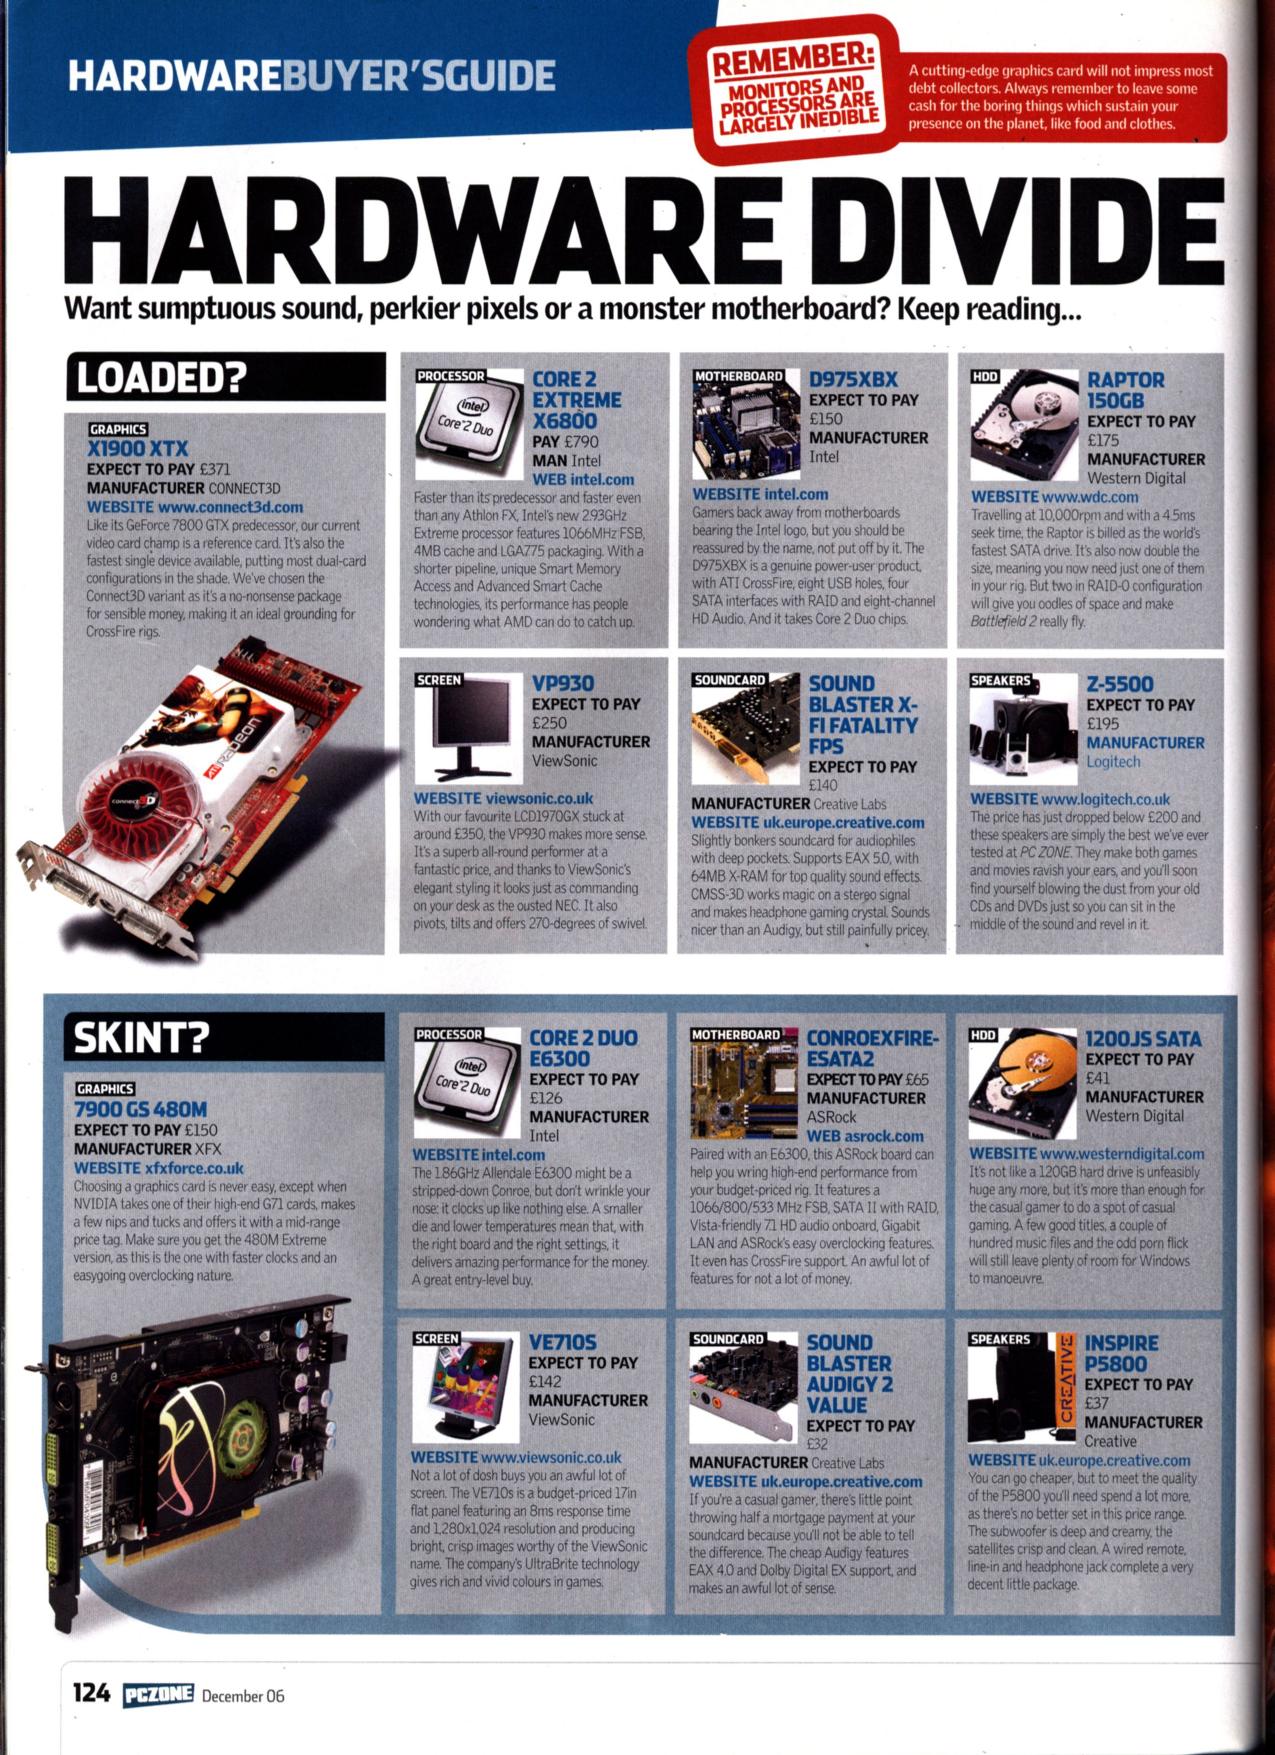 HARDWAREBUYER'SGUIDE
REMEMBER:
MONITORS AND
PROCESSORS ARE
LARGELY INEDIBLE
A cutting-edge graphics card will not impress most
debt collectors. Always remember to leave some
cash for the boring things which sustain your
presence on the planet, like food and clothes.
HARDWARE DIVIDE
Want sumptuous sound, perkier pixels or a monster motherboard? Keep reading...
LOADED?
GRAPHICS
X1900 XTX
EXPECT TO PAY £371
MANUFACTURER CONNECT3D
WEBSITE www.connect3d.com
Like its GeForce 7800 GTX predecessor, our current
video card champ is a reference card. It's also the
fastest single device available, putting most dual-card
configurations in the shade. We've chosen the
Connect3D variant as it's a no-nonsense package
for sensible money, making it an ideal grounding for
CrossFire rigs.
ATI RADEON
connect3D
PROCESSOR
intel
Core 2 Duo
CORE 2
EXTREME
X6800
PAY £790
MAN Intel
WEB intel.com
Faster than its predecessor and faster even
than any Athlon FX, Intel's new 2.93GHz
Extreme processor features 1066MHz FSB,
4MB cache and LGA775 packaging. With a
shorter pipeline, unique Smart Memory
Access and Advanced Smart Cache
technologies, its performance has people
wondering what AMD can do to catch up.
MOTHERBOARD
D975XBX
EXPECT TO PAY
£150
MANUFACTURER
Intel
WEBSITE intel.com
Gamers back away from motherboards
bearing the Intel logo, but you should be
reassured by the name, not put off by it. The
D975XBX is a genuine power-user product,
with ATI CrossFire, eight USB holes, four
SATA interfaces with RAID and eight-channel
HD Audio. And it takes Core 2 Duo chips.
HDD
RAPTOR
150GB
EXPECT TO PAY
£175
MANUFACTURER
Western Digital
WEBSITE www.wdc.com
Travelling at 10,000rpm and with a 4.5ms
seek time, the Raptor is billed as the world's
fastest SATA drive. It's also now double the
size, meaning you now need just one of them
in your rig. But two in RAID-0 configuration
will give you oodles of space and make
Battlefield 2 really fly.
SCREEN
VP930
EXPECT TO PAY
£250
MANUFACTURER
ViewSonic
WEBSITE viewsonic.co.uk
With our favourite LCD1970GX stuck at
around £350, the VP930 makes more sense.
It's a superb all-round performer at a
fantastic price, and thanks to ViewSonic's
elegant styling it looks just as commanding
on your desk as the ousted NEC. It also
pivots, tilts and offers 270-degrees of swivel.
SOUNDCARD
SOUND
BLASTER X-
FI FATAL1TY
FPS
EXPECT TO PAY
£140
MANUFACTURER Creative Labs
WEBSITE uk.europe.creative.com
Slightly bonkers soundcard for audiophiles
with deep pockets. Supports EAX 5.0, with
64MB X-RAM for top quality sound effects.
CMSS-3D works magic on a stereo signal
and makes headphone gaming crystal. Sounds
nicer than an Audigy, but still painfully pricey.
SPEAKERS
Z-5500
EXPECT TO PAY
£195
MANUFACTURER
Logitech
WEBSITE www.logitech.co.uk
The price has just dropped below £200 and
these speakers are simply the best we've ever
tested at PC ZONE. They make both games
and movies ravish your ears, and you'll soon
find yourself blowing the dust from your old
CDs and DVDs just so you can sit in the
middle of the sound and revel in it.
SKINT?
GRAPHICS
7900 GS 480M
EXPECT TO PAY £150
MANUFACTURER XFX
WEBSITE xfxforce.co.uk
Choosing a graphics card is never easy, except when
NVIDIA takes one of their high-end G71 cards, makes
a few nips and tucks and offers it with a mid-range
price tag. Make sure you get the 480M Extreme
version, as this is the one with faster clocks and an
easygoing overclocking nature.
PROCESSOR
intel
Core 2 Duo
CORE 2 DUO
E6300
EXPECT TO PAY
£126
MANUFACTURER
Intel
WEBSITE intel.com
The 1.86GHz Allendale E6300 might be a
stripped-down Conroe, but don't wrinkle your
nose: it clocks up like nothing else. A smaller
die and lower temperatures mean that, with
the right board and the right settings, it
delivers amazing performance for the money.
A great entry-level buy.
MOTHERBOARD
CONROEXFIRE-
ESATA2
EXPECT TO PAY £65
MANUFACTURER
ASRock
WEB asrock.com
Paired with an E6300, this ASRock board can
help you wring high-end performance from
your budget-priced rig. It features a
1066/800/533 MHz FSB, SATA II with RAID,
Vista-friendly 7.1 HD audio onboard, Gigabit
LAN and ASRock's easy overclocking features.
It even has CrossFire support. An awful lot of
features for not a lot of money.
HDD
1200JS SATA
EXPECT TO PAY
£41
MANUFACTURER
Western Digital
WEBSITE www.westerndigital.com
It's not like a 120GB hard drive is unfeasibly
huge any more, but it's more than enough for
the casual gamer to do a spot of casual
gaming. A few good titles, a couple of
hundred music files and the odd porn flick
will still leave plenty of room for Windows
to manoeuvre.
SCREEN
VE710S
EXPECT TO PAY
£142
MANUFACTURER
ViewSonic
WEBSITE www.viewsonic.co.uk
Not a lot of dosh buys you an awful lot of
screen. The VE710s is a budget-priced 17in
flat panel featuring an 8ms response time
and 1,280x1,024 resolution and producing
bright, crisp images worthy of the ViewSonic
name. The company's UltraBrite technology
gives rich and vivid colours in games.
SOUNDCARD
SOUND
BLASTER
AUDIGY 2
VALUE
EXPECT TO PAY
£32
MANUFACTURER Creative Labs
WEBSITE uk.europe.creative.com
If you're a casual gamer, there's little point
throwing half a mortgage payment at your
soundcard because you'll not be able to tell
the difference. The cheap Audigy features
EAX 4.0 and Dolby Digital EX support, and
makes an awful lot of sense.
SPEAKERS
CREATIVE
INSPIRE
P5800
EXPECT TO PAY
£37
MANUFACTURER
Creative
WEBSITE uk.europe.creative.com
You can go cheaper, but to meet the quality
of the P5800 you'll need spend a lot more,
as there's no better set in this price range.
The subwoofer is deep and creamy, the
satellites crisp and clean. A wired remote,
line-in and headphone jack complete a very
decent little package.
124 PCZONE December 06